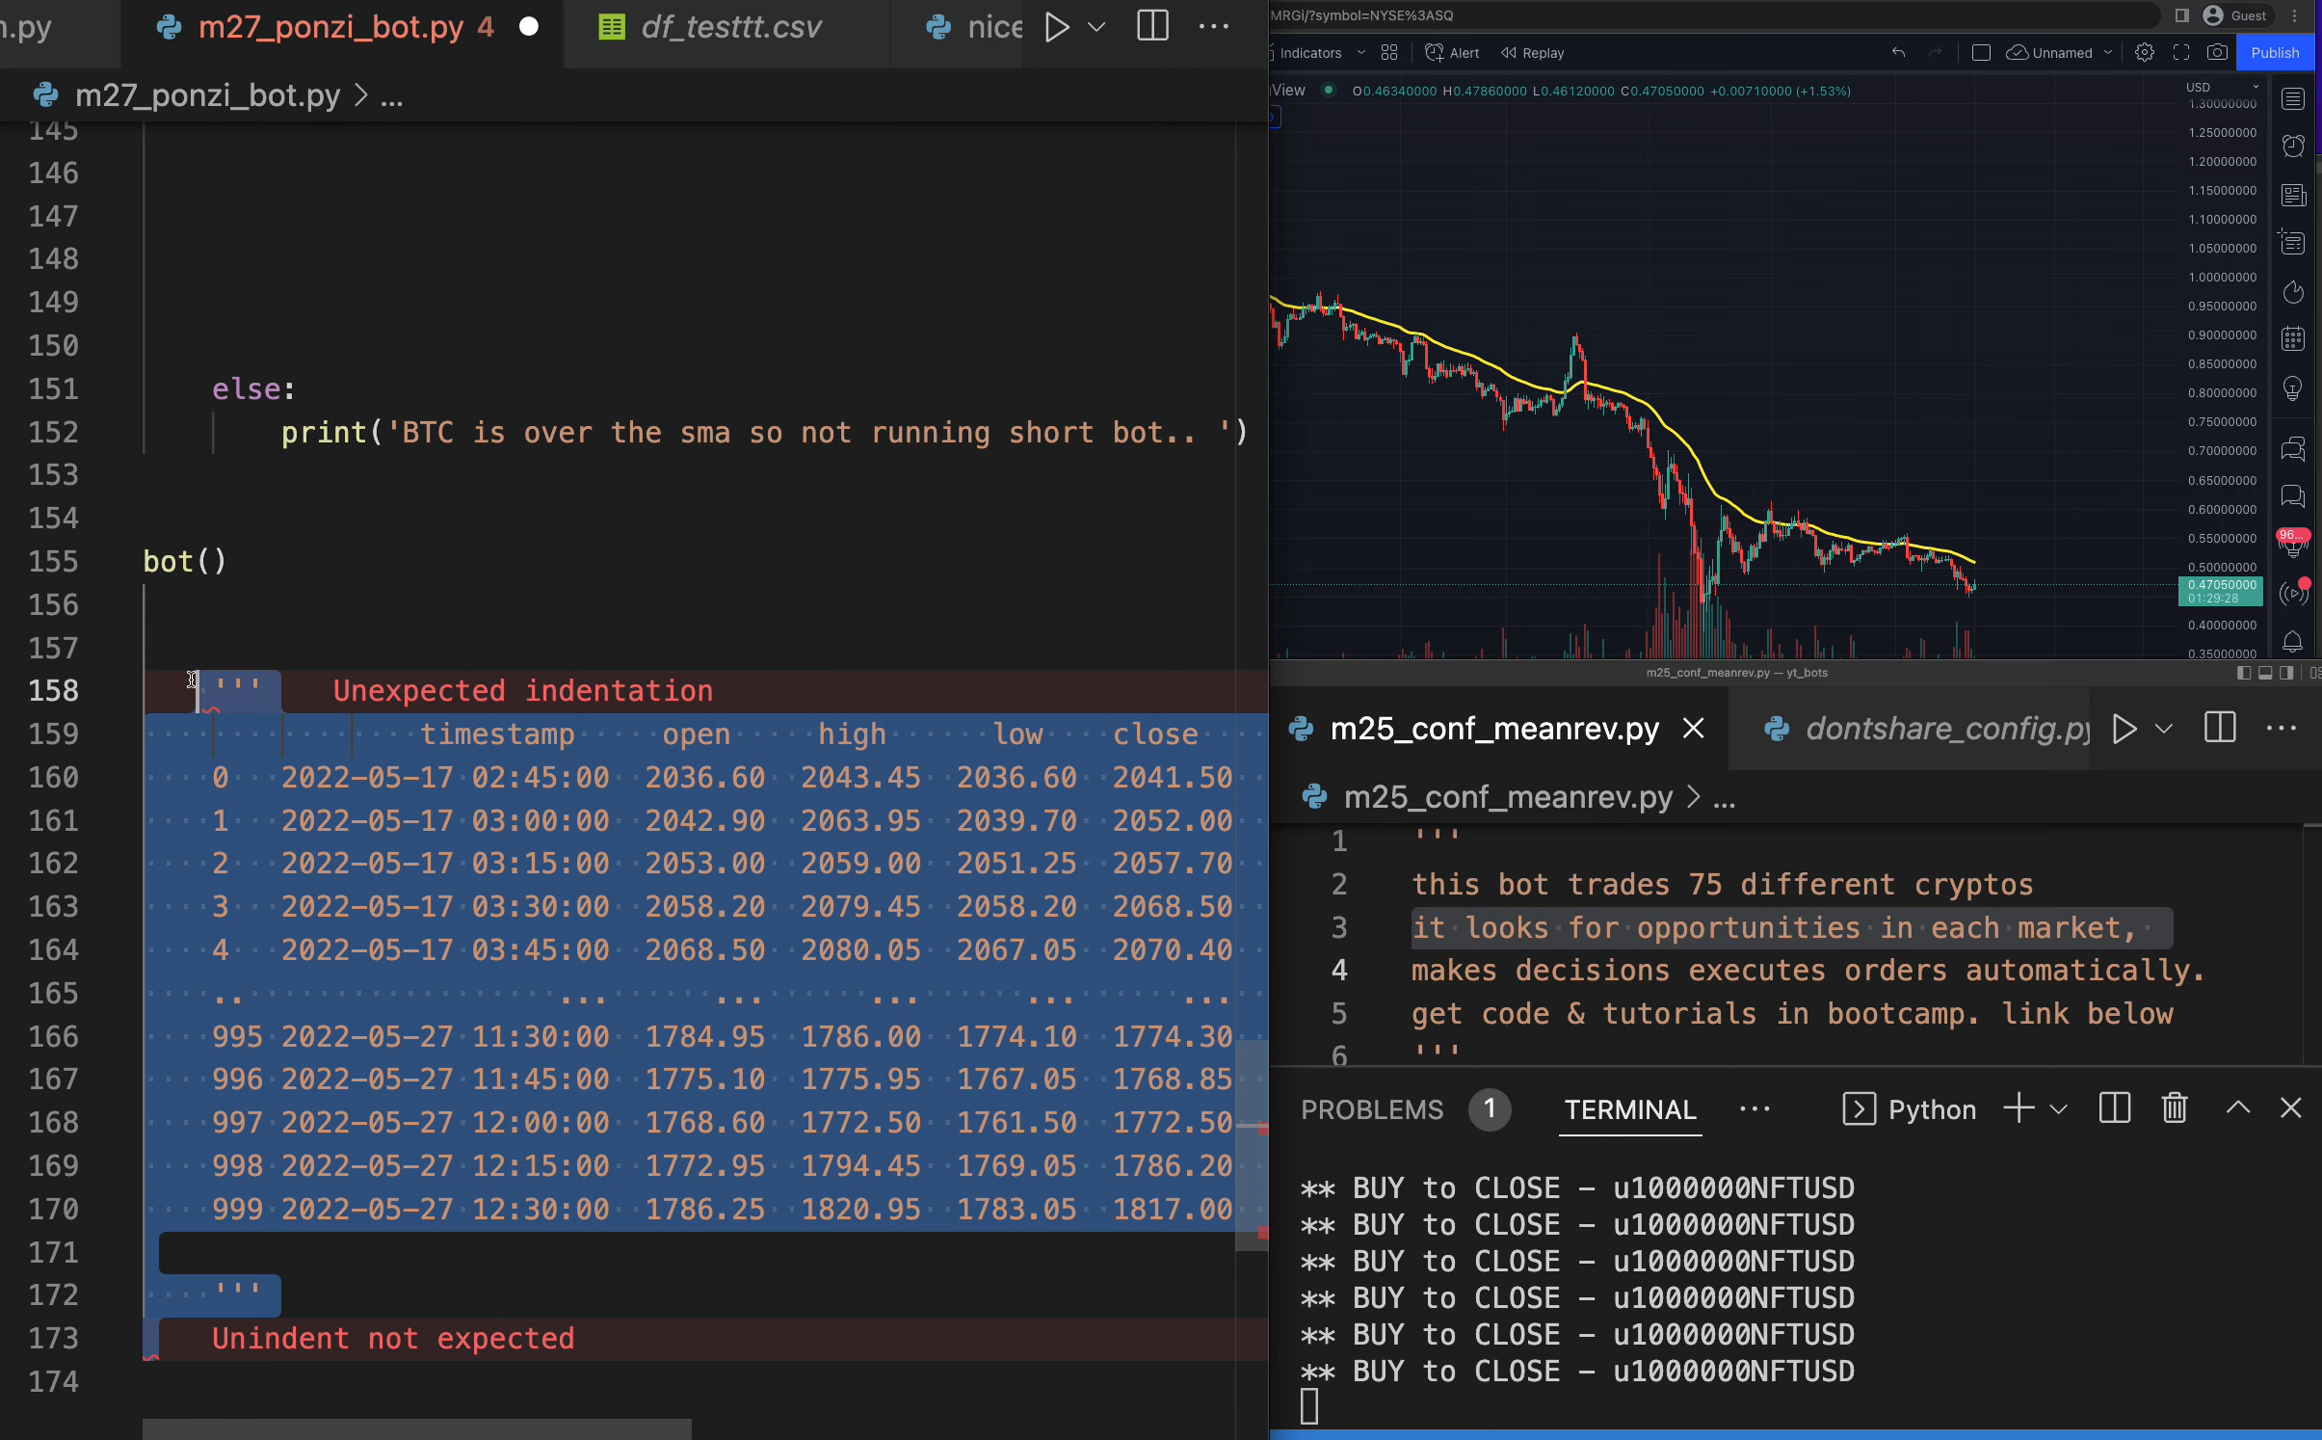 n.py
m27_ponzi_bot.py 4
df_testtt.csv
nice
m27_ponzi_bot.py > ...
145
146
147
148
149
150
151 else:
152 print('BTC is over the sma so not running short bot.. ')
153
154
155 bot()
156
157
158 ''' Unexpected indentation
159 timestamp open high low close
160 0 2022-05-17 02:45:00 2036.60 2043.45 2036.60 2041.50
161 1 2022-05-17 03:00:00 2042.90 2063.95 2039.70 2052.00
162 2 2022-05-17 03:15:00 2053.00 2059.00 2051.25 2057.70
163 3 2022-05-17 03:30:00 2058.20 2079.45 2058.20 2068.50
164 4 2022-05-17 03:45:00 2068.50 2080.05 2067.05 2070.40
165 .. ... ... ... ... ...
166 995 2022-05-27 11:30:00 1784.95 1786.00 1774.10 1774.30
167 996 2022-05-27 11:45:00 1775.10 1775.95 1767.05 1768.85
168 997 2022-05-27 12:00:00 1768.60 1772.50 1761.50 1772.50
169 998 2022-05-27 12:15:00 1772.95 1794.45 1769.05 1786.20
170 999 2022-05-27 12:30:00 1786.25 1820.95 1783.05 1817.00
171
172 '''
173 Unindent not expected
174
MRGi/?symbol=NYSE%3ASQ
Guest
Indicators Alert Replay Unnamed Publish
View O0.46340000 H0.47860000 L0.46120000 C0.47050000 +0.00710000 (+1.53%)
USD
1.30000000
1.25000000
1.20000000
1.15000000
1.10000000
1.05000000
1.00000000
0.95000000
0.90000000
0.85000000
0.80000000
0.75000000
0.70000000
0.65000000
0.60000000
0.55000000
0.50000000
0.47050000
01:29:28
0.40000000
0.35000000
96...
m25_conf_meanrev.py — yt_bots
m25_conf_meanrev.py
dontshare_config.py
m25_conf_meanrev.py > ...
1 '''
2 this bot trades 75 different cryptos
3 it looks for opportunities in each market,
4 makes decisions executes orders automatically.
5 get code & tutorials in bootcamp. link below
6 '''
PROBLEMS 1 TERMINAL ... Python
** BUY to CLOSE - u1000000NFTUSD
** BUY to CLOSE - u1000000NFTUSD
** BUY to CLOSE - u1000000NFTUSD
** BUY to CLOSE - u1000000NFTUSD
** BUY to CLOSE - u1000000NFTUSD
** BUY to CLOSE - u1000000NFTUSD